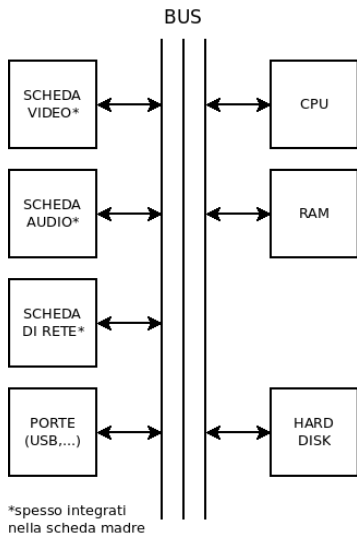 BUS
SCHEDA
VIDEO*
CPU
SCHEDA
AUDIO*
RAM
SCHEDA
DI RETE*
PORTE
(USB,...)
HARD
DISK
*spesso integrati
nella scheda madre